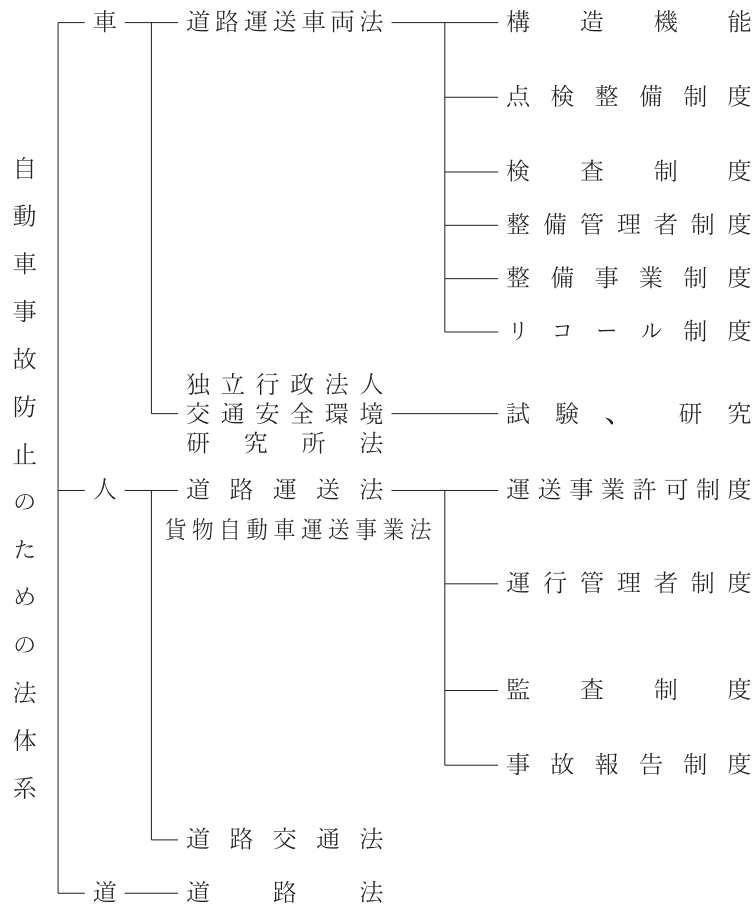 自動車事故防止のための法体系
車
道路運送車両法
構造機能
点検整備制度
検査制度
整備管理者制度
整備事業制度
リコール制度
独立行政法人
交通安全環境
研究所法
試験、研究
人
道路運送法
貨物自動車運送事業法
運送事業許可制度
運行管理者制度
監査制度
事故報告制度
道路交通法
道
道路法